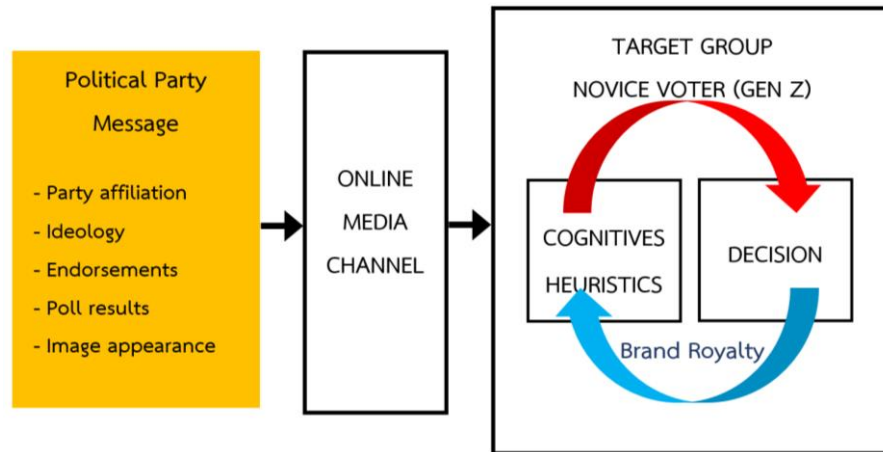 Political Party
Message
- Party affiliation
- Ideology
- Endorsements
- Poll results
- Image appearance
ONLINE
MEDIA
CHANNEL
TARGET GROUP
NOVICE VOTER (GEN Z)
COGNITIVES
HEURISTICS
DECISION
Brand Royalty